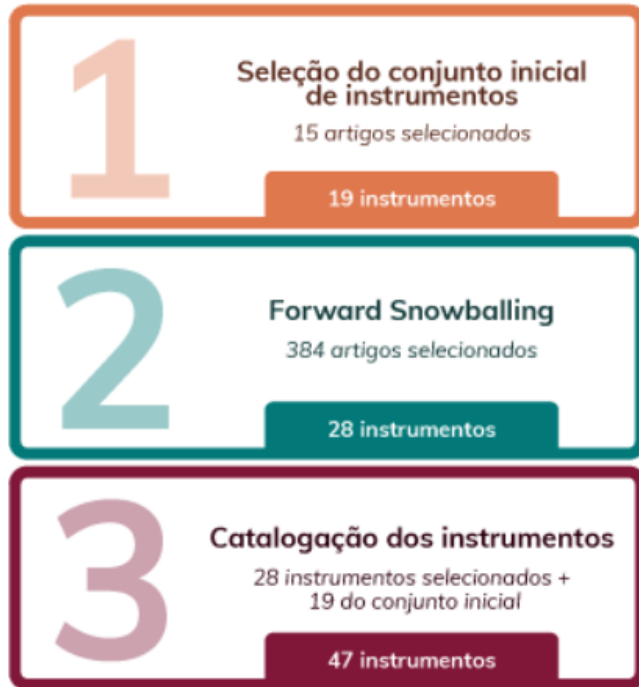 1
Seleção do conjunto inicial
de instrumentos
15 artigos selecionados
19 instrumentos
2
Forward Snowballing
384 artigos selecionados
28 instrumentos
3
Catalogação dos instrumentos
28 instrumentos selecionados +
19 do conjunto inicial
47 instrumentos